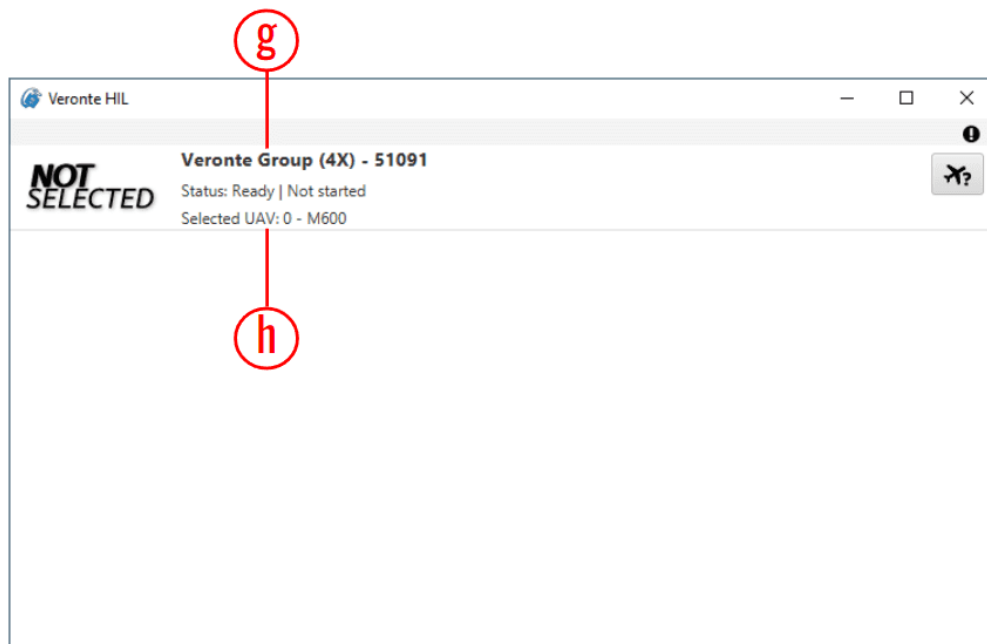 g
Veronte HIL
Veronte Group (4X) - 51091
NOT
SELECTED
Status: Ready | Not started
Selected UAV: 0 - M600
?
h